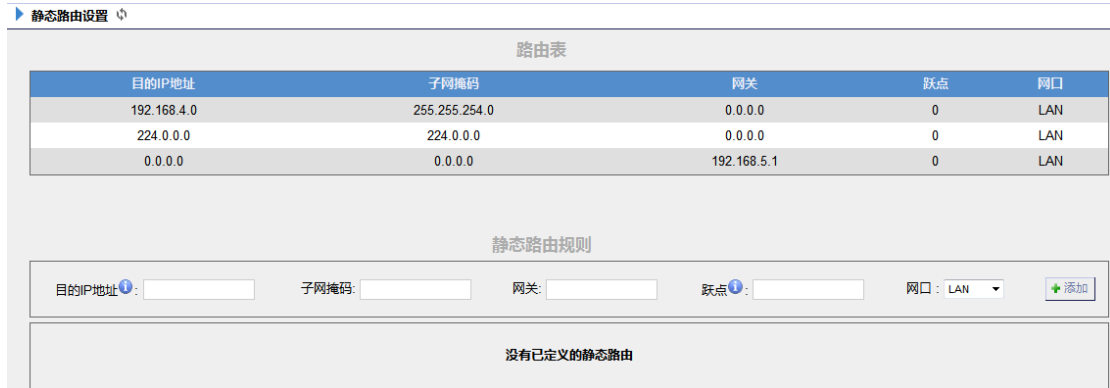 静态路由设置
路由表
目的IP地址 子网掩码 网关 跃点 网口
192.168.4.0 255.255.254.0 0.0.0.0 0 LAN
224.0.0.0 224.0.0.0 0.0.0.0 0 LAN
0.0.0.0 0.0.0.0 192.168.5.1 0 LAN
静态路由规则
目的IP地址: 子网掩码: 网关: 跃点: 网口: LAN 添加
没有已定义的静态路由